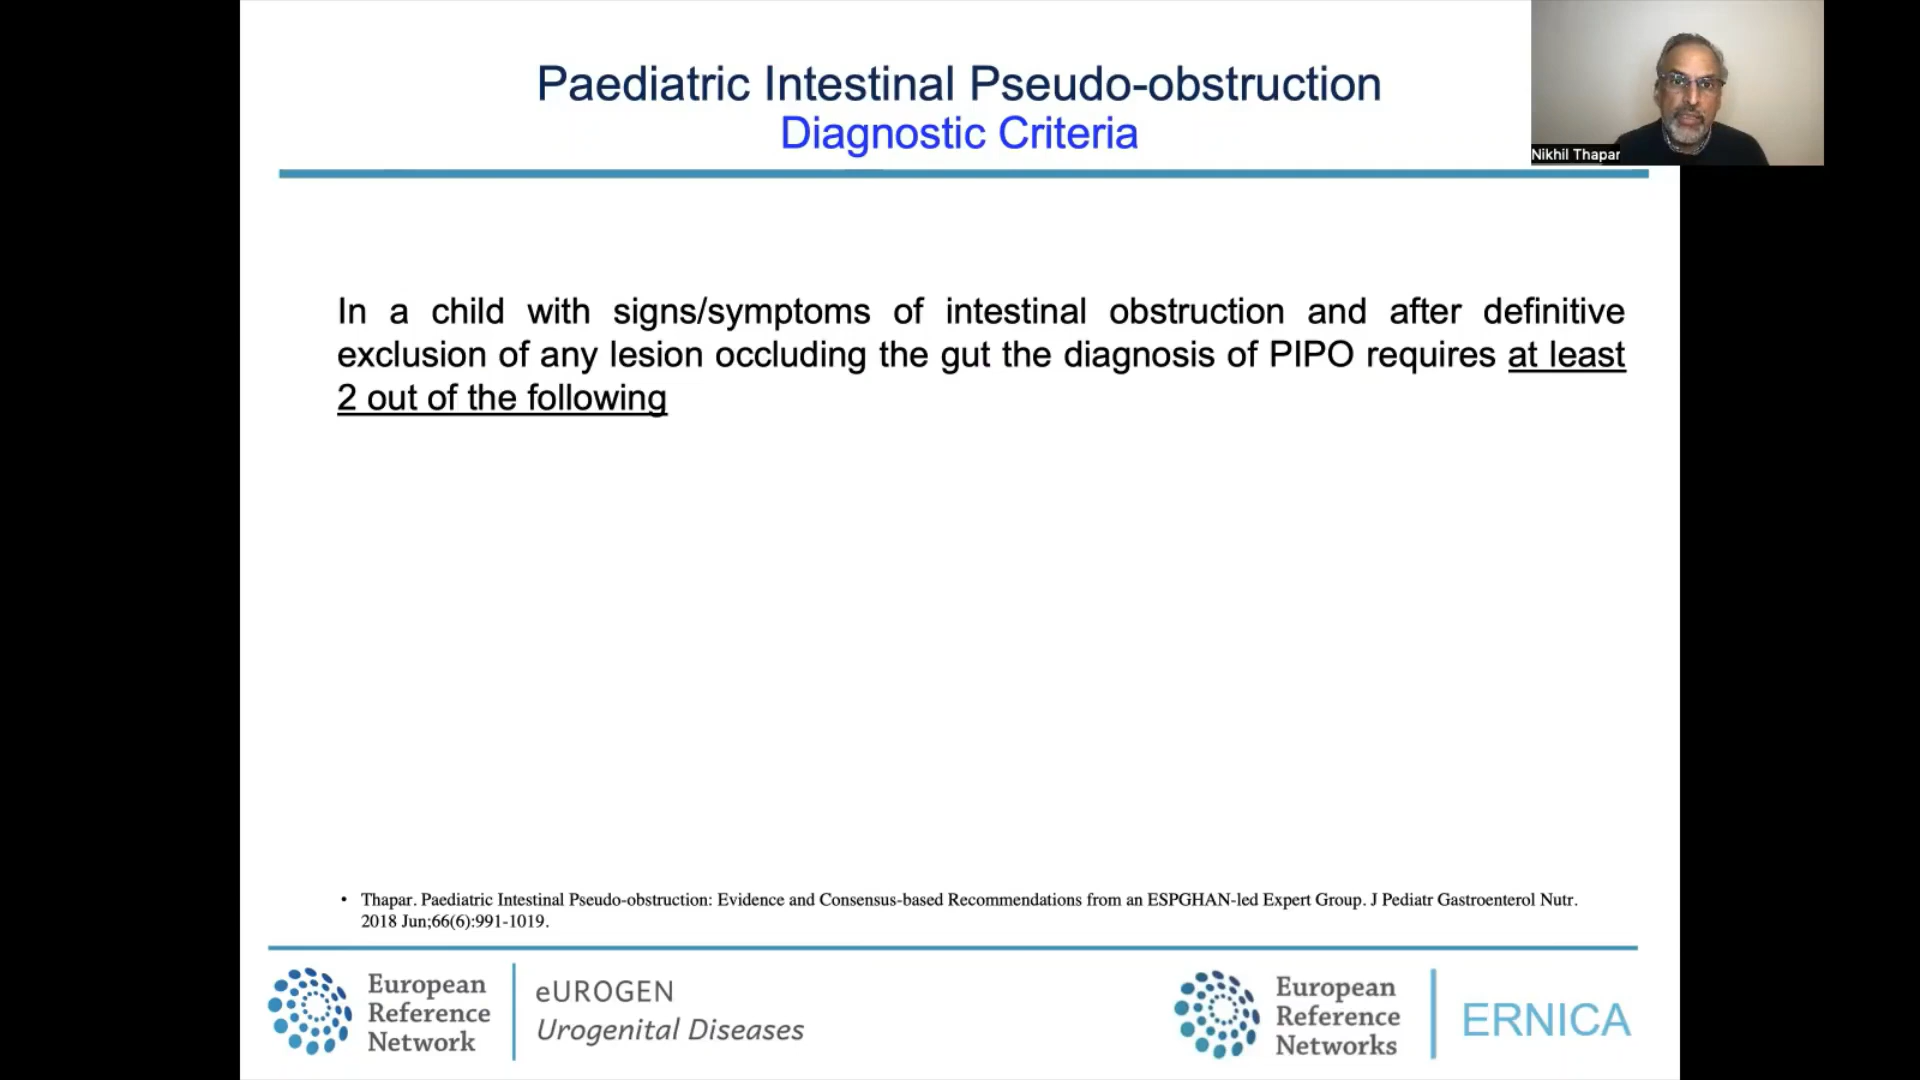 Paediatric Intestinal Pseudo-obstruction
Diagnostic Criteria
Nikhil Thapar
In a child with signs/symptoms of intestinal obstruction and after definitive
exclusion of any lesion occluding the gut the diagnosis of PIPO requires at least
2 out of the following
• Thapar. Paediatric Intestinal Pseudo-obstruction: Evidence and Consensus-based Recommendations from an ESPGHAN-led Expert Group. J Pediatr Gastroenterol Nutr.
2018 Jun;66(6):991-1019.
European
Reference
Network
eUROGEN
Urogenital Diseases
European
Reference
Networks
ERNICA